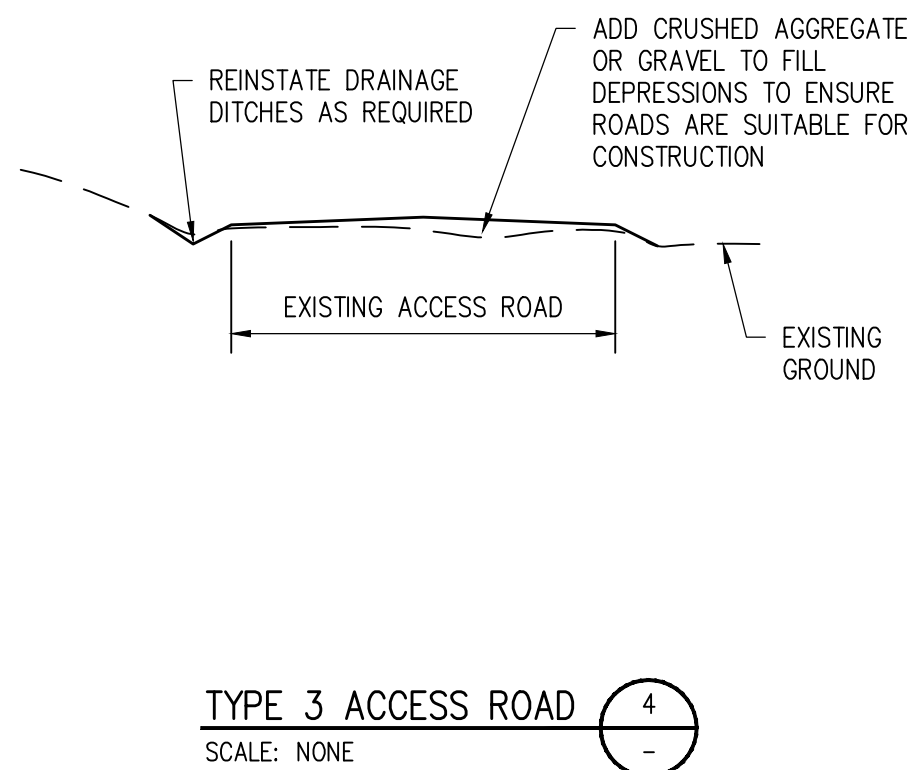 ADD CRUSHED AGGREGATE
OR GRAVEL TO FILL
DEPRESSIONS TO ENSURE
ROADS ARE SUITABLE FOR
CONSTRUCTION
REINSTATE DRAINAGE
DITCHES AS REQUIRED
EXISTING ACCESS ROAD
EXISTING
GROUND
TYPE 3 ACCESS ROAD
4
SCALE: NONE
-